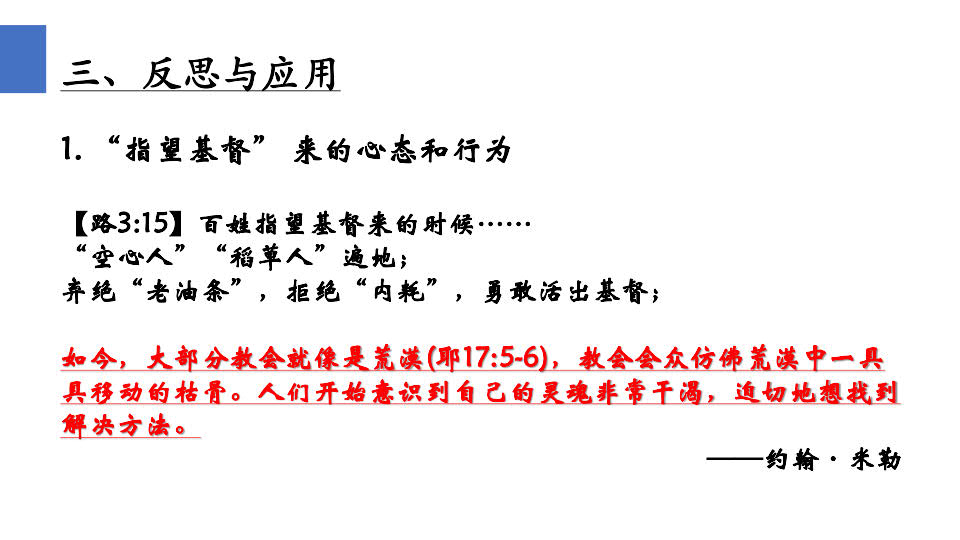 三、反思与应用
1. “指望基督” 来的心态和行为
【路3:15】百姓指望基督来的时候……
“空心人”“稻草人”遍地；
弃绝“老油条”，拒绝“内耗”，勇敢活出基督；
如今，大部分教会就像是荒漠(耶17:5-6)，教会会众仿佛荒漠中一具
具移动的枯骨。人们开始意识到自己的灵魂非常干渴，迫切地想找到
解决方法。
——约翰·米勒